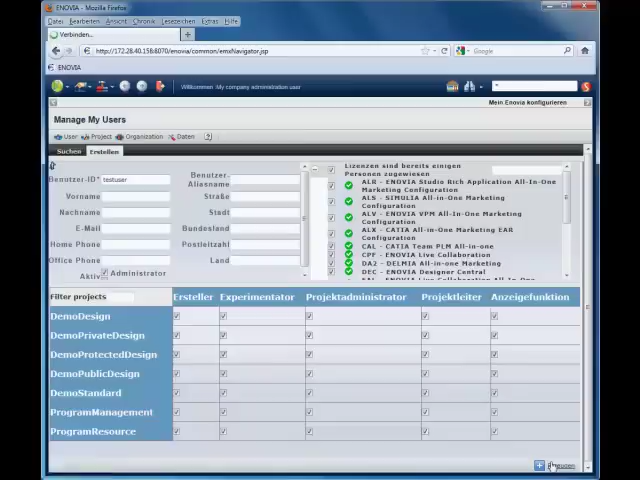 ENOVIA - Mozilla Firefox
Datei Bearbeiten Ansicht Chronik Lesezeichen Extras Hilfe
Verbinden...
http://172.28.40.158:8070/enovia/common/emxNavigator.jsp
Google
ENOVIA
Willkommen My company administration user
Mein Enovia konfigurieren
Manage My Users
User Project Organization Daten
Suchen Erstellen
Benutzer-ID* testuser
Vorname
Nachname
E-Mail
Home Phone
Office Phone
Aktiv Administrator
Benutzer-Aliasname
Straße
Stadt
Bundesland
Postleitzahl
Land
Lizenzen sind bereits einigen
Personen zugewiesen
ALR - ENOVIA Studio Rich Application All-In-One
Marketing Configuration
ALS - SIMULIA All-in-One Marketing
Configuration
ALV - ENOVIA VPM All-In-One Marketing
Configuration
ALX - CATIA All-in-One Marketing EAR
Configuration
CAL - CATIA Team PLM All-in-one
CPF - ENOVIA Live Collaboration
DA2 - DELMIA All-in-one Marketing
DEC - ENOVIA Designer Central
Filter projects Ersteller Experimentator Projektadministrator Projektleiter Anzeigefunktion
DemoDesign
DemoPrivateDesign
DemoProtectedDesign
DemoPublicDesign
DemoStandard
ProgramManagement
ProgramResource